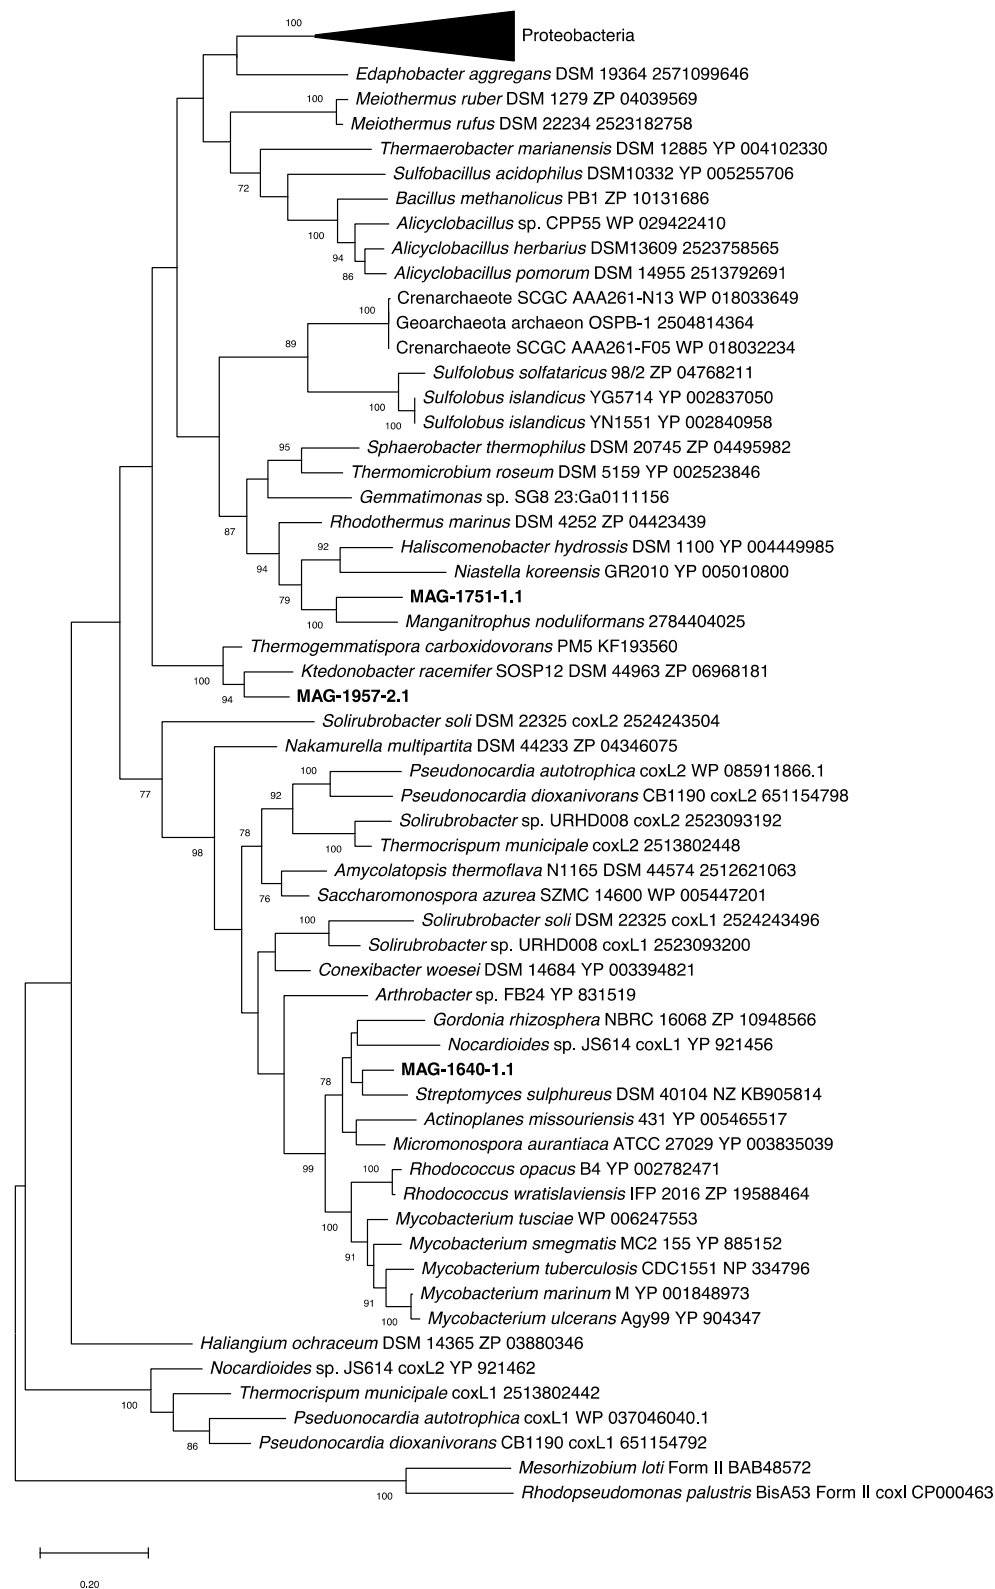 100
Proteobacteria
Edaphobacter aggregans DSM 19364 2571099646
100
Meiothermus ruber DSM 1279 ZP 04039569
Meiothermus rufus DSM 22234 2523182758
Thermaerobacter marianensis DSM 12885 YP 004102330
72
Sulfobacillus acidophilus DSM10332 YP 005255706
Bacillus methanolicus PB1 ZP 10131686
100
Alicyclobacillus sp. CPP55 WP 029422410
94
Alicyclobacillus herbarius DSM13609 2523758565
86
Alicyclobacillus pomorum DSM 14955 2513792691
Crenarchaeote SCGC AAA261-N13 WP 018033649
100
Geoarchaeota archaeon OSPB-1 2504814364
89
Crenarchaeote SCGC AAA261-F05 WP 018032234
Sulfolobus solfataricus 98/2 ZP 04768211
100
Sulfolobus islandicus YG5714 YP 002837050
100
Sulfolobus islandicus YN1551 YP 002840958
95
Sphaerobacter thermophilus DSM 20745 ZP 04495982
Thermomicrobium roseum DSM 5159 YP 002523846
Gemmatimonas sp. SG8 23:Ga0111156
87
Rhodothermus marinus DSM 4252 ZP 04423439
92
Haliscomenobacter hydrossis DSM 1100 YP 004449985
94
Niastella koreensis GR2010 YP 005010800
79
MAG-1751-1.1
100
Manganitrophus noduliformans 2784404025
Thermogemmatispora carboxidovorans PM5 KF193560
100
Ktedonobacter racemifer SOSP12 DSM 44963 ZP 06968181
94
MAG-1957-2.1
Solirubrobacter soli DSM 22325 coxL2 2524243504
Nakamurella multipartita DSM 44233 ZP 04346075
100
Pseudonocardia autotrophica coxL2 WP 085911866.1
77
92
Pseudonocardia dioxanivorans CB1190 coxL2 651154798
Solirubrobacter sp. URHD008 coxL2 2523093192
78
100
Thermocrispum municipale coxL2 2513802448
98
Amycolatopsis thermoflava N1165 DSM 44574 2512621063
76
Saccharomonospora azurea SZMC 14600 WP 005447201
100
Solirubrobacter soli DSM 22325 coxL1 2524243496
Solirubrobacter sp. URHD008 coxL1 2523093200
Conexibacter woesei DSM 14684 YP 003394821
Arthrobacter sp. FB24 YP 831519
Gordonia rhizosphera NBRC 16068 ZP 10948566
Nocardioides sp. JS614 coxL1 YP 921456
MAG-1640-1.1
78
Streptomyces sulphureus DSM 40104 NZ KB905814
Actinoplanes missouriensis 431 YP 005465517
Micromonospora aurantiaca ATCC 27029 YP 003835039
99
100
Rhodococcus opacus B4 YP 002782471
Rhodococcus wratislaviensis IFP 2016 ZP 19588464
100
Mycobacterium tusciae WP 006247553
91
Mycobacterium smegmatis MC2 155 YP 885152
Mycobacterium tuberculosis CDC1551 NP 334796
91
Mycobacterium marinum M YP 001848973
100
Mycobacterium ulcerans Agy99 YP 904347
Haliangium ochraceum DSM 14365 ZP 03880346
Nocardioides sp. JS614 coxL2 YP 921462
Thermocrispum municipale coxL1 2513802442
100
Pseduonocardia autotrophica coxL1 WP 037046040.1
86
Pseudonocardia dioxanivorans CB1190 coxL1 651154792
Mesorhizobium loti Form II BAB48572
100
Rhodopseudomonas palustris BisA53 Form II coxI CP000463
0.20